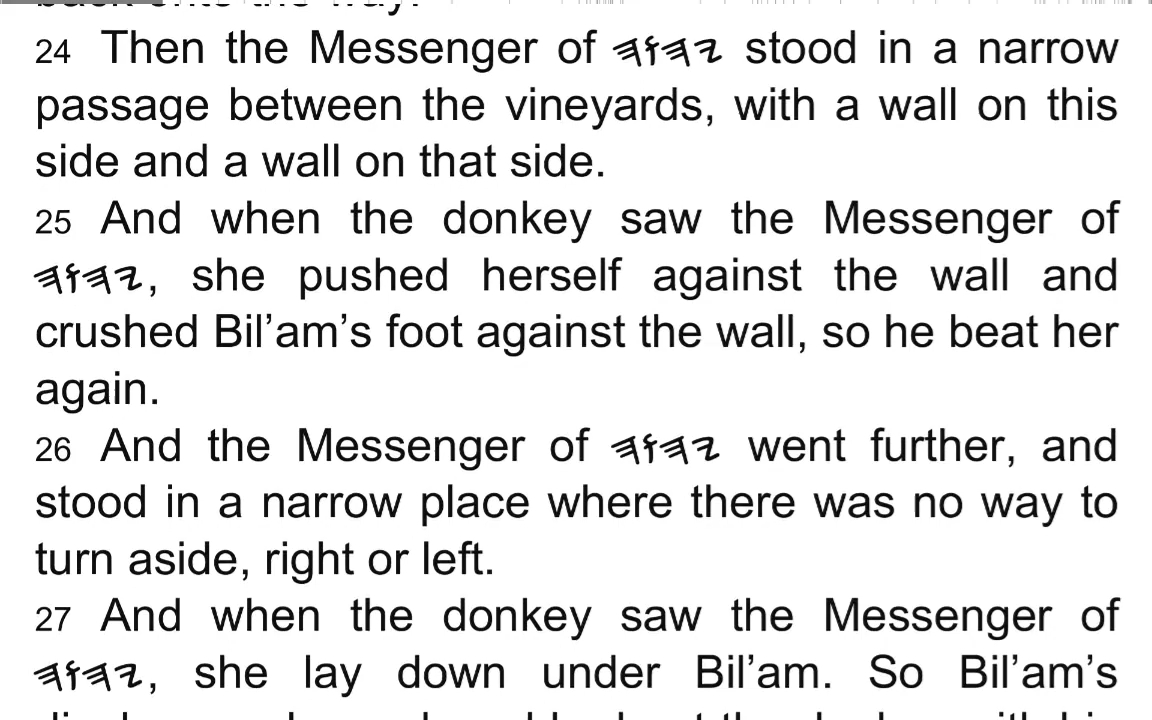 back onto the way.
24 Then the Messenger of 𐤉𐤄𐤅𐤄 stood in a narrow
passage between the vineyards, with a wall on this
side and a wall on that side.
25 And when the donkey saw the Messenger of
𐤉𐤄𐤅𐤄, she pushed herself against the wall and
crushed Bil’am’s foot against the wall, so he beat her
again.
26 And the Messenger of 𐤉𐤄𐤅𐤄 went further, and
stood in a narrow place where there was no way to
turn aside, right or left.
27 And when the donkey saw the Messenger of
𐤉𐤄𐤅𐤄, she lay down under Bil’am. So Bil’am’s